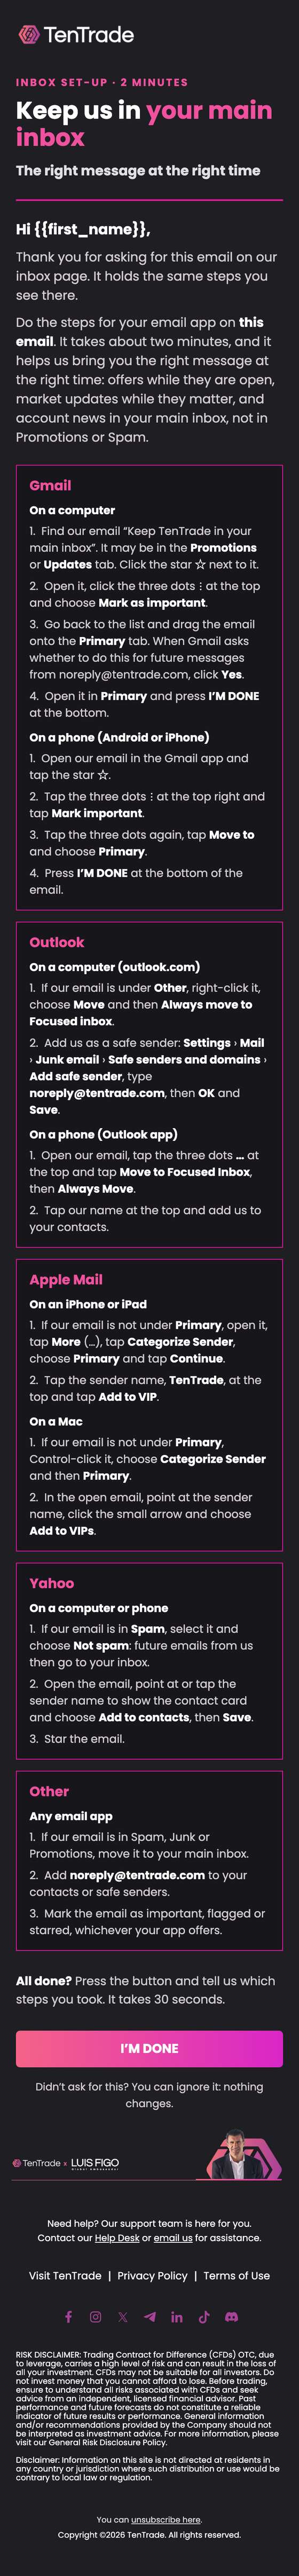 TenTrade
INBOX SET-UP · 2 MINUTES
Keep us in your main
inbox
The right message at the right time
Hi {{first_name}},
Thank you for asking for this email on our
inbox page. It holds the same steps you
see there.
Do the steps for your email app on this
email. It takes about two minutes, and it
helps us bring you the right message at
the right time: offers while they are open,
market updates while they matter, and
account news in your main inbox, not in
Promotions or Spam.
Gmail
On a computer
1. Find our email “Keep TenTrade in your
main inbox”. It may be in the Promotions
or Updates tab. Click the star ☆ next to it.
2. Open it, click the three dots ⋮ at the top
and choose Mark as important.
3. Go back to the list and drag the email
onto the Primary tab. When Gmail asks
whether to do this for future messages
from noreply@tentrade.com, click Yes.
4. Open it in Primary and press I’M DONE
at the bottom.
On a phone (Android or iPhone)
1. Open our email in the Gmail app and
tap the star ☆.
2. Tap the three dots ⋮ at the top right and
tap Mark important.
3. Tap the three dots again, tap Move to
and choose Primary.
4. Press I’M DONE at the bottom of the
email.
Outlook
On a computer (outlook.com)
1. If our email is under Other, right-click it,
choose Move and then Always move to
Focused inbox.
2. Add us as a safe sender: Settings › Mail
› Junk email › Safe senders and domains ›
Add safe sender, type
noreply@tentrade.com, then OK and
Save.
On a phone (Outlook app)
1. Open our email, tap the three dots … at
the top and tap Move to Focused Inbox,
then Always Move.
2. Tap our name at the top and add us to
your contacts.
Apple Mail
On an iPhone or iPad
1. If our email is not under Primary, open it,
tap More (…), tap Categorize Sender,
choose Primary and tap Continue.
2. Tap the sender name, TenTrade, at the
top and tap Add to VIP.
On a Mac
1. If our email is not under Primary,
Control-click it, choose Categorize Sender
and then Primary.
2. In the open email, point at the sender
name, click the small arrow and choose
Add to VIPs.
Yahoo
On a computer or phone
1. If our email is in Spam, select it and
choose Not spam: future emails from us
then go to your inbox.
2. Open the email, point at or tap the
sender name to show the contact card
and choose Add to contacts, then Save.
3. Star the email.
Other
Any email app
1. If our email is in Spam, Junk or
Promotions, move it to your main inbox.
2. Add noreply@tentrade.com to your
contacts or safe senders.
3. Mark the email as important, flagged or
starred, whichever your app offers.
All done? Press the button and tell us which
steps you took. It takes 30 seconds.
I’M DONE
Didn’t ask for this? You can ignore it: nothing
changes.
TenTrade x LUIS FIGO
GLOBAL AMBASSADOR
Need help? Our support team is here for you.
Contact our Help Desk or email us for assistance.
Visit TenTrade | Privacy Policy | Terms of Use
RISK DISCLAIMER: Trading Contract for Difference (CFDs) OTC, due
to leverage, carries a high level of risk and can result in the loss of
all your investment. CFDs may not be suitable for all investors. Do
not invest money that you cannot afford to lose. Before trading,
ensure to understand all risks associated with CFDs and seek
advice from an independent, licensed financial advisor. Past
performance and future forecasts do not constitute a reliable
indicator of future results or performance. General information
and/or recommendations provided by the Company should not
be interpreted as investment advice. For more information, please
visit our General Risk Disclosure Policy.
Disclaimer: Information on this site is not directed at residents in
any country or jurisdiction where such distribution or use would be
contrary to local law or regulation.
You can unsubscribe here.
Copyright ©2026 TenTrade. All rights reserved.